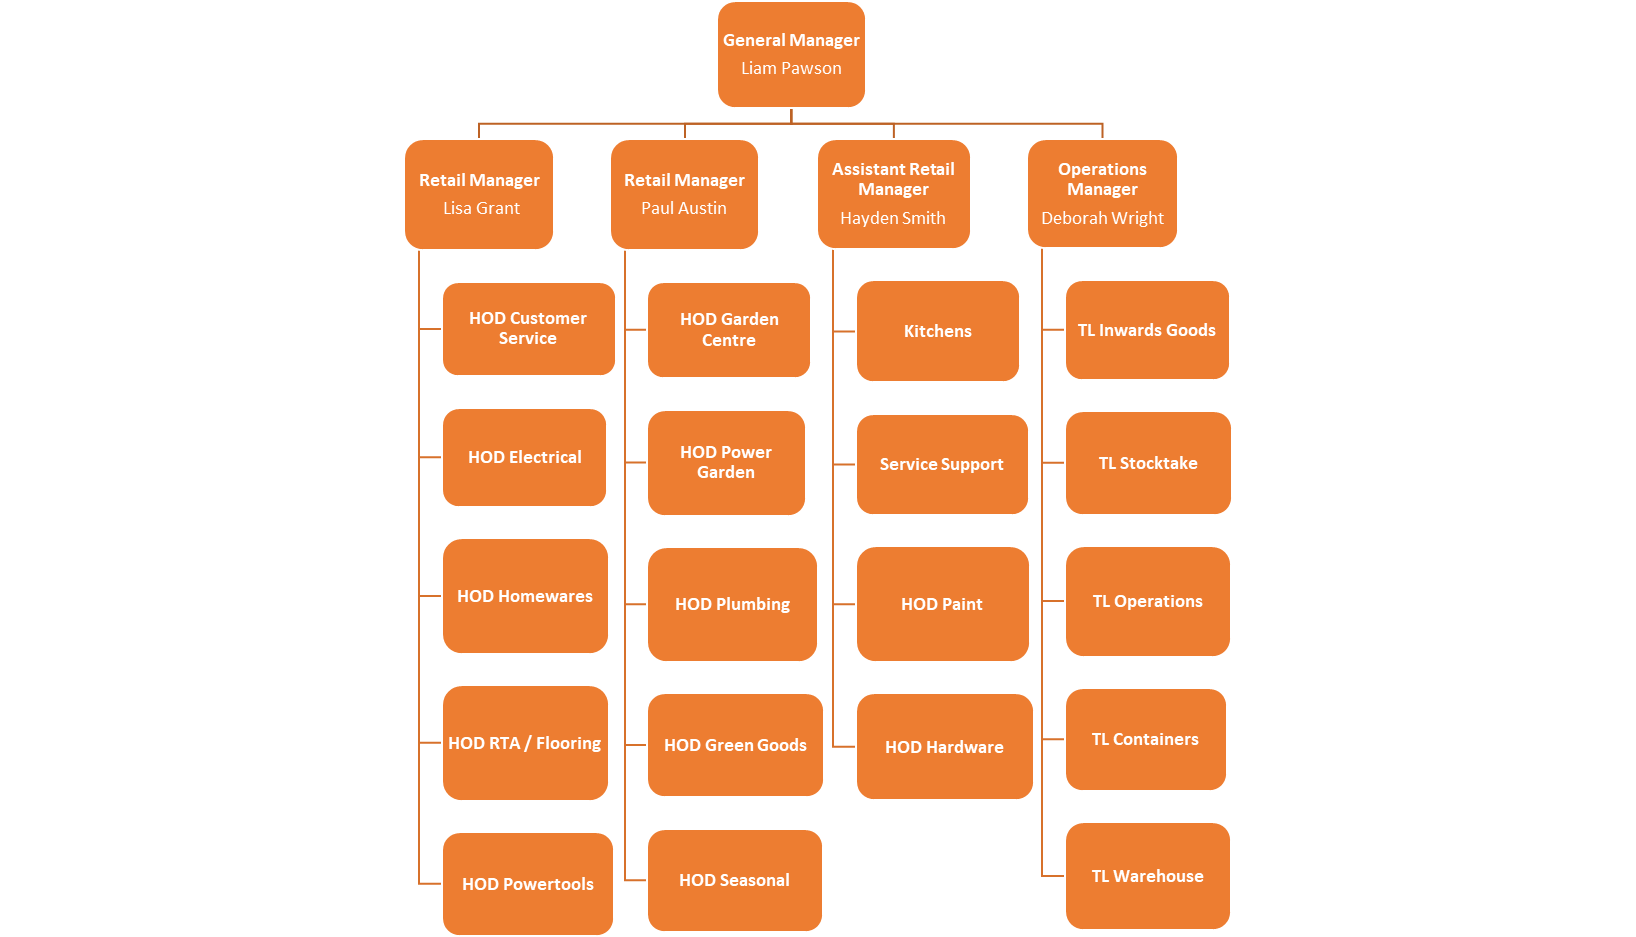 General Manager
Liam Pawson
Retail Manager
Lisa Grant
Retail Manager
Paul Austin
Assistant Retail
Manager
Hayden Smith
Operations
Manager
Deborah Wright
HOD Customer
Service
HOD Electrical
HOD Homewares
HOD RTA / Flooring
HOD Powertools
HOD Garden
Centre
HOD Power
Garden
HOD Plumbing
HOD Green Goods
HOD Seasonal
Kitchens
Service Support
HOD Paint
HOD Hardware
TL Inwards Goods
TL Stocktake
TL Operations
TL Containers
TL Warehouse